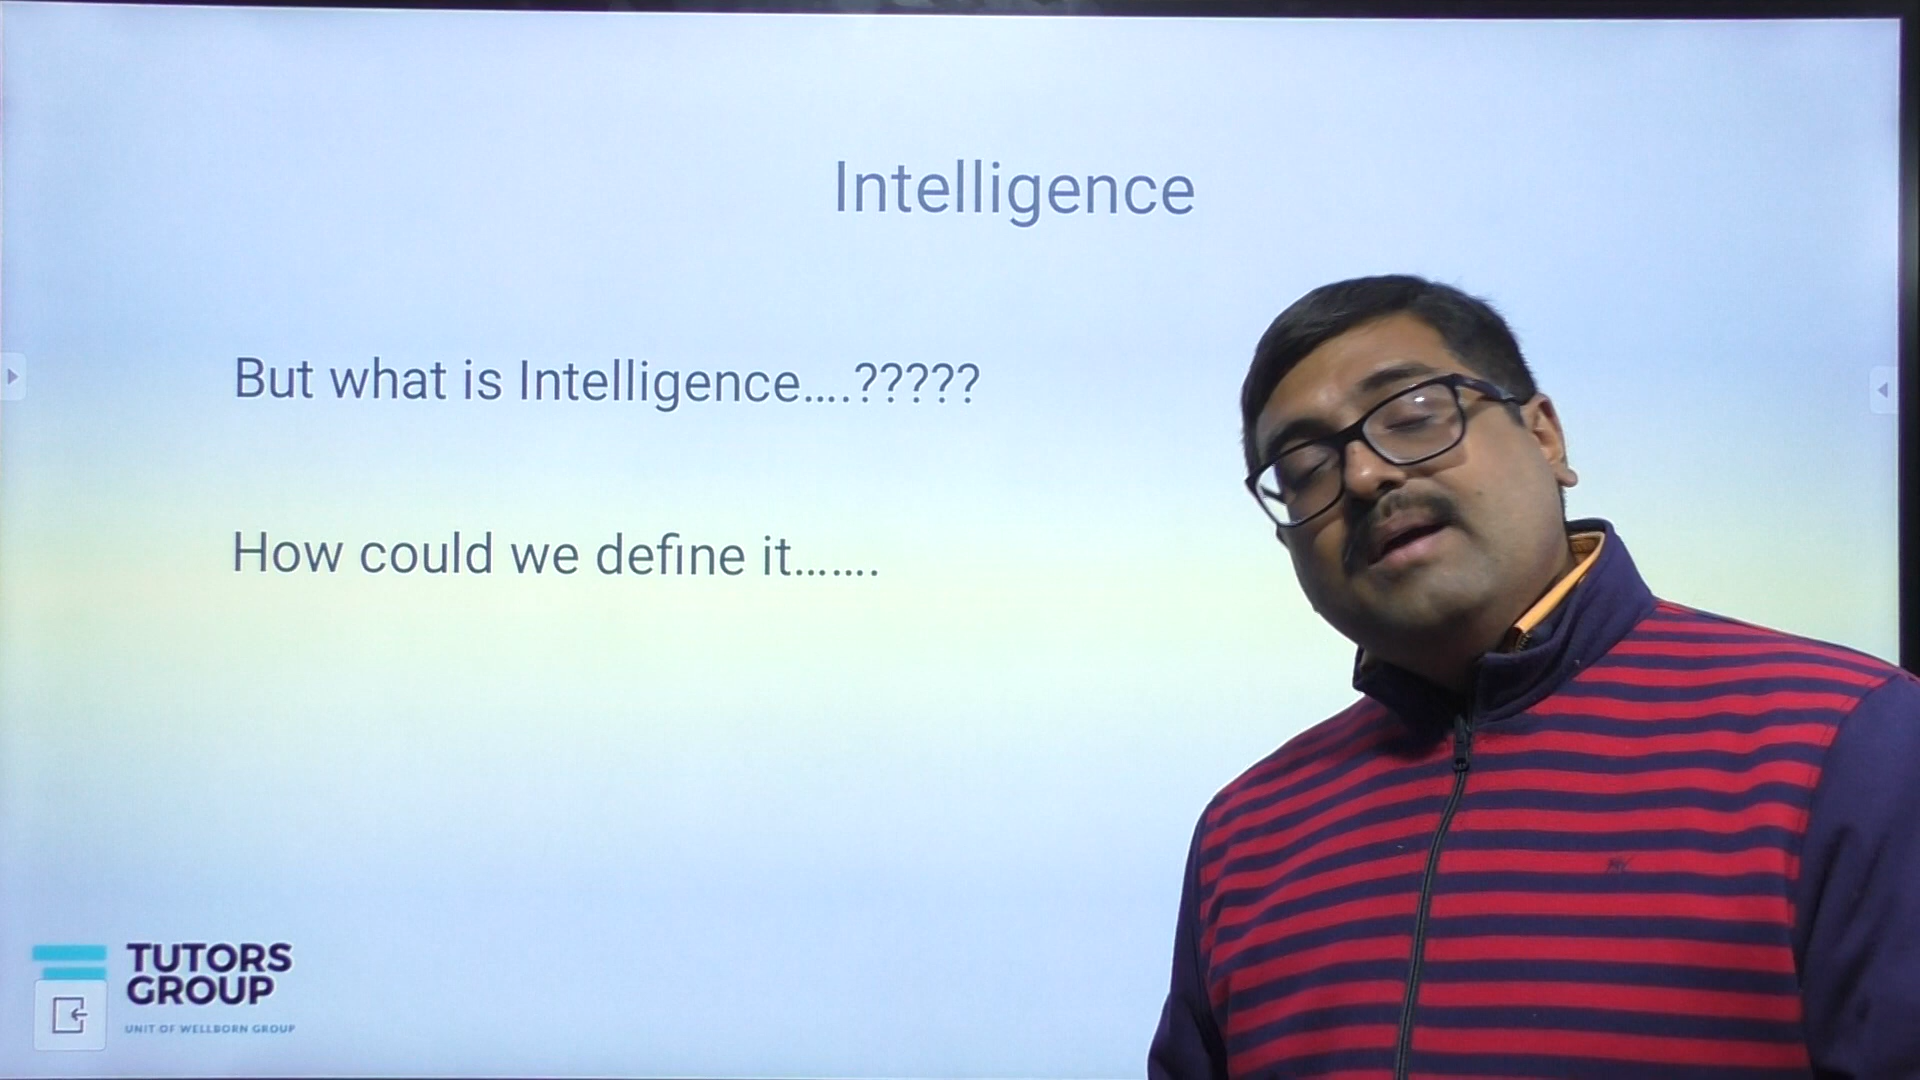 Intelligence
But what is Intelligence....?????
How could we define it.......
TUTORS
GROUP
UNIT OF WELLBORN GROUP